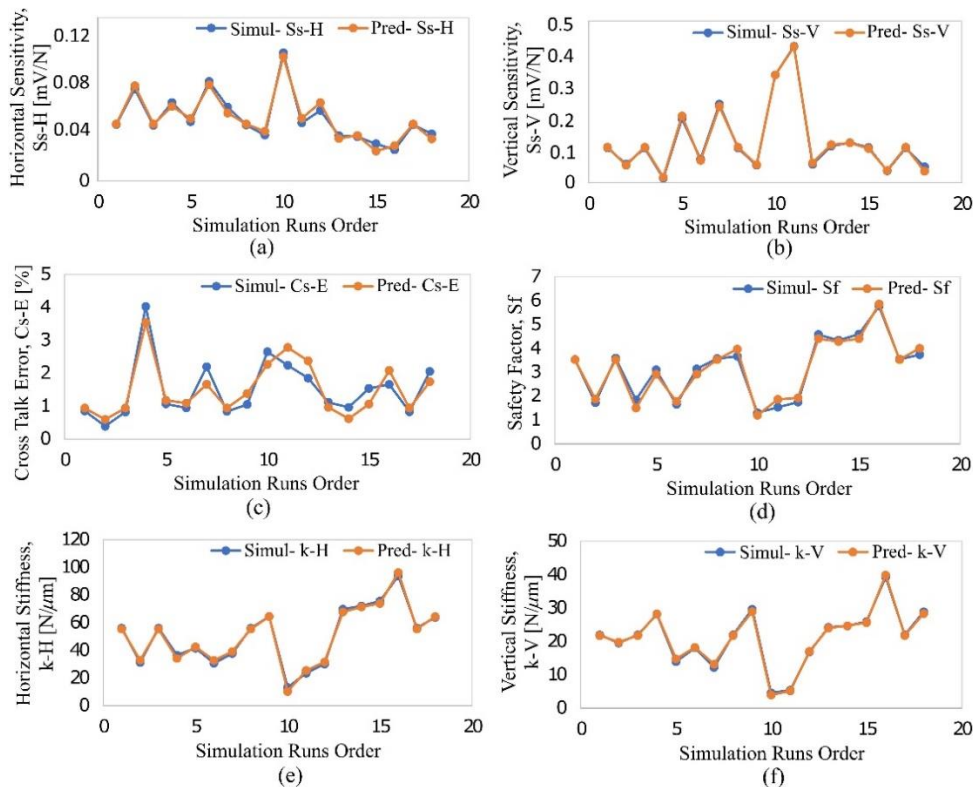 Horizontal Sensitivity,
Ss-H [mV/N]
Simul- Ss-H Pred- Ss-H
0.12
0.08
0.04
0
0 5 10 15 20
Simulation Runs Order
(a)
Vertical Sensitivity,
Ss-V [mV/N]
Simul- Ss-V Pred- Ss-V
0.5
0.4
0.3
0.2
0.1
0
0 5 10 15 20
Simulation Runs Order
(b)
Cross Talk Error, Cs-E [%]
Simul- Cs-E Pred- Cs-E
5
4
3
2
1
0
0 5 10 15 20
Simulation Runs Order
(c)
Safety Factor, Sf
Simul- Sf Pred- Sf
7
6
5
4
3
2
1
0
0 5 10 15 20
Simulation Runs Order
(d)
Horizontal Stiffness,
k-H [N/μm]
Simul- k-H Pred- k-H
120
100
80
60
40
20
0
0 5 10 15 20
Simulation Runs Order
(e)
Vertical Stiffness,
k-V [N/μm]
Simul- k-V Pred- k-V
50
40
30
20
10
0
0 5 10 15 20
Simulation Runs Order
(f)